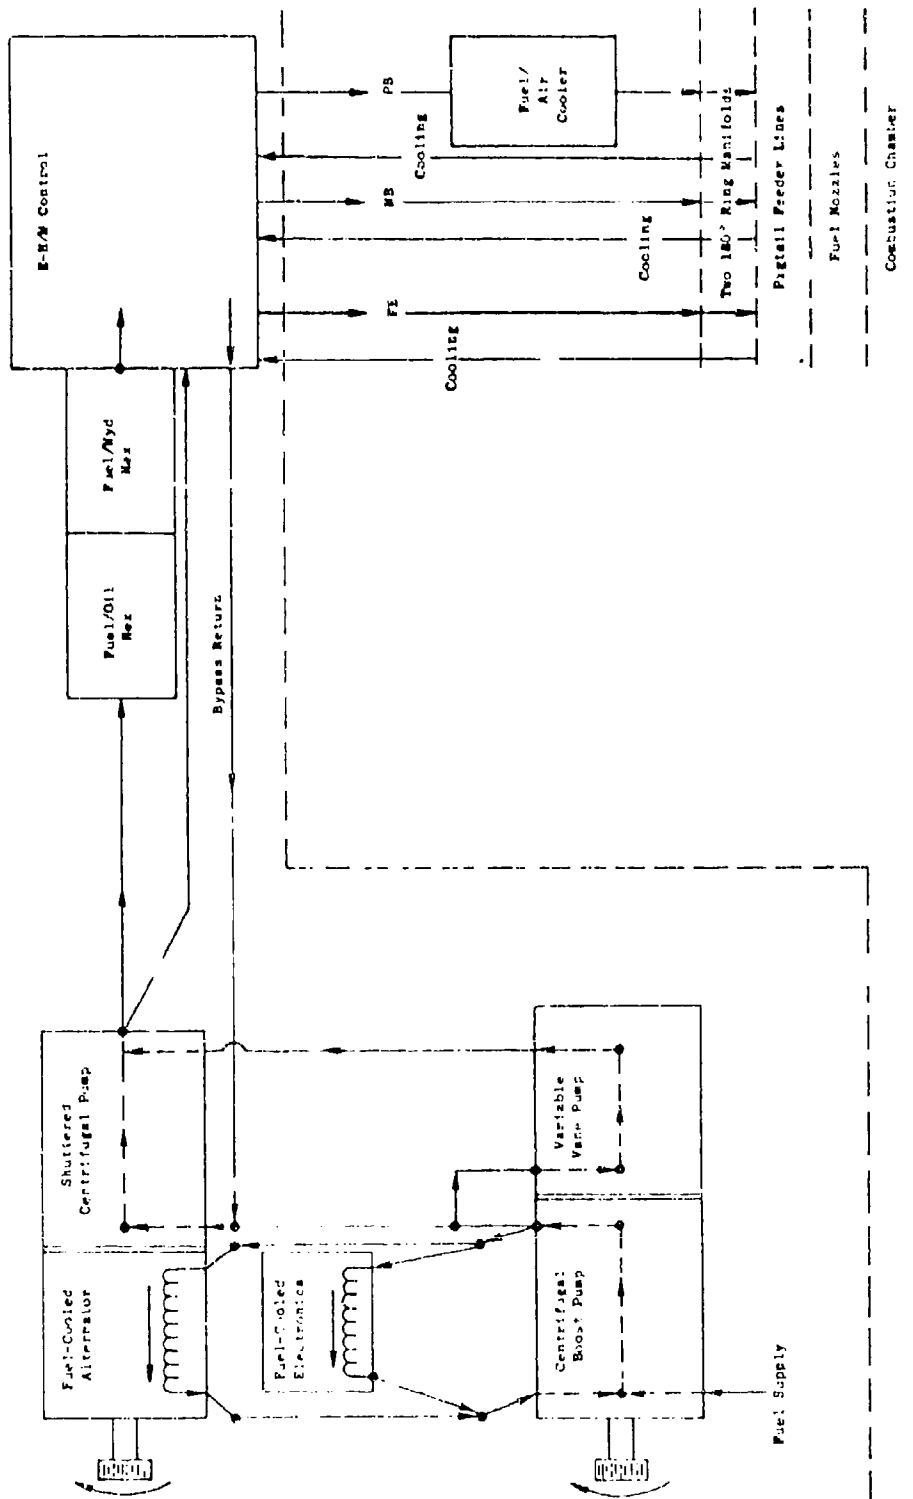 Fuel-Cooled
Alternator
Shuttered
Centrifugal Pump
Fuel/Oil
Hex
Fuel/Hyd
Hex
E-H/M Control
Bypass Return
Fuel-Cooled
Electronics
Cooling
PB
MB
Cooling
Cooling
Fuel/
Air
Cooler
Centrifugal
Boost Pump
Variable
Vane Pump
Fuel Supply
Two 180° Ring Manifolds
Pigtail Feeder Lines
Fuel Nozzles
Combustion Chamber